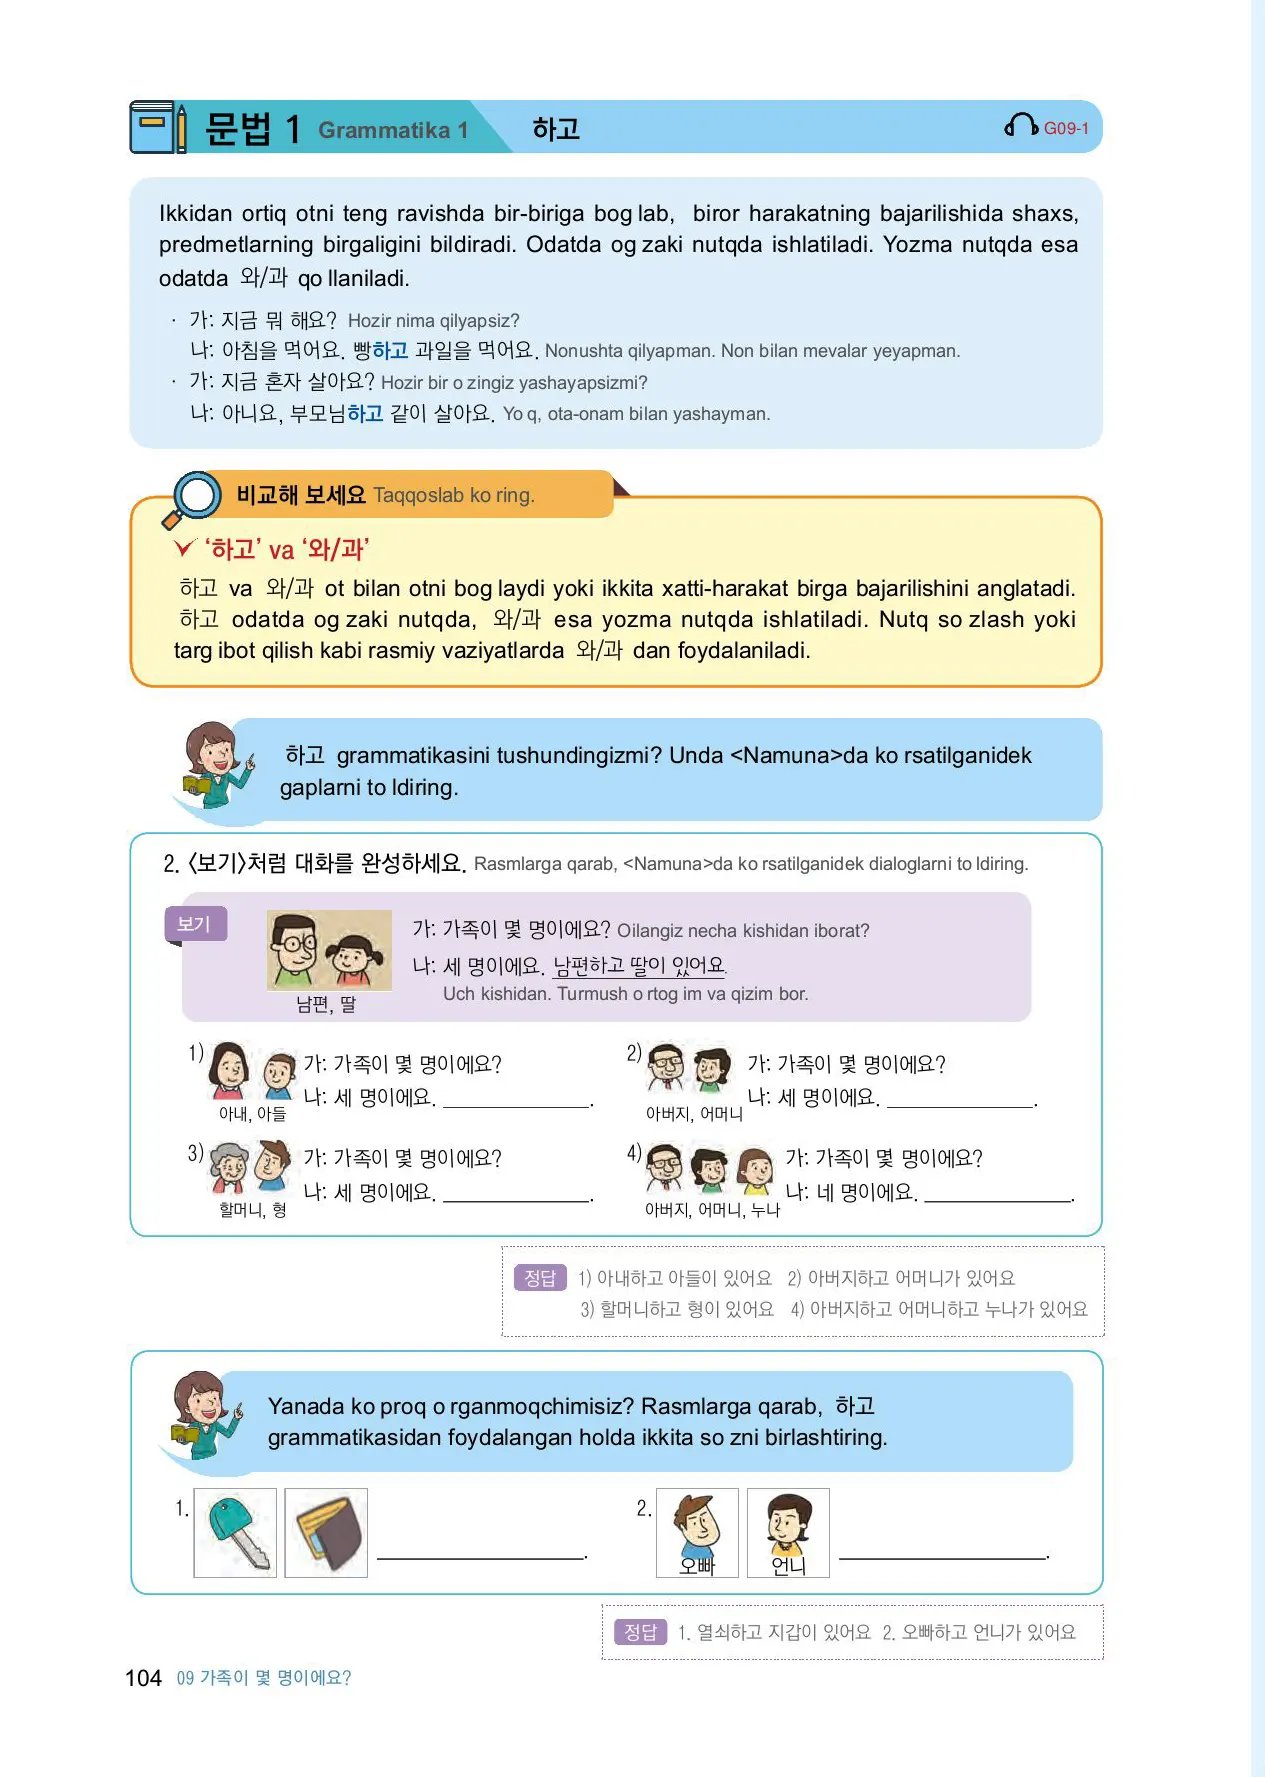 문법 1 Grammatika 1 하고 G09-1
Ikkidan ortiq otni teng ravishda bir-biriga bog lab, biror harakatning bajarilishida shaxs,
predmetlarning birgaligini bildiradi. Odatda og zaki nutqda ishlatiladi. Yozma nutqda esa
odatda 와/과 qo llaniladi.
· 가: 지금 뭐 해요? Hozir nima qilyapsiz?
나: 아침을 먹어요. 빵하고 과일을 먹어요. Nonushta qilyapman. Non bilan mevalar yeyapman.
· 가: 지금 혼자 살아요? Hozir bir o zingiz yashayapsizmi?
나: 아니요, 부모님하고 같이 살아요. Yo q, ota-onam bilan yashayman.
비교해 보세요 Taqqoslab ko ring.
‘하고’ va ‘와/과’
하고 va 와/과 ot bilan otni bog laydi yoki ikkita xatti-harakat birga bajarilishini anglatadi.
하고 odatda og zaki nutqda, 와/과 esa yozma nutqda ishlatiladi. Nutq so zlash yoki
targ ibot qilish kabi rasmiy vaziyatlarda 와/과 dan foydalaniladi.
하고 grammatikasini tushundingizmi? Unda <Namuna>da ko rsatilganidek
gaplarni to ldiring.
2. <보기>처럼 대화를 완성하세요. Rasmlarga qarab, <Namuna>da ko rsatilganidek dialoglarni to ldiring.
보기
가: 가족이 몇 명이에요? Oilangiz necha kishidan iborat?
나: 세 명이에요. 남편하고 딸이 있어요.
Uch kishidan. Turmush o rtog im va qizim bor.
남편, 딸
1) 가: 가족이 몇 명이에요?
나: 세 명이에요. ______________.
아내, 아들
2) 가: 가족이 몇 명이에요?
나: 세 명이에요. ______________.
아버지, 어머니
3) 가: 가족이 몇 명이에요?
나: 세 명이에요. ______________.
할머니, 형
4) 가: 가족이 몇 명이에요?
나: 네 명이에요. ______________.
아버지, 어머니, 누나
정답 1) 아내하고 아들이 있어요 2) 아버지하고 어머니가 있어요
3) 할머니하고 형이 있어요 4) 아버지하고 어머니하고 누나가 있어요
Yanada ko proq o rganmoqchimisiz? Rasmlarga qarab, 하고
grammatikasidan foydalangan holda ikkita so zni birlashtiring.
1. ____________________.
2. 오빠 언니 ____________________.
정답 1. 열쇠하고 지갑이 있어요 2. 오빠하고 언니가 있어요
104 09 가족이 몇 명이에요?